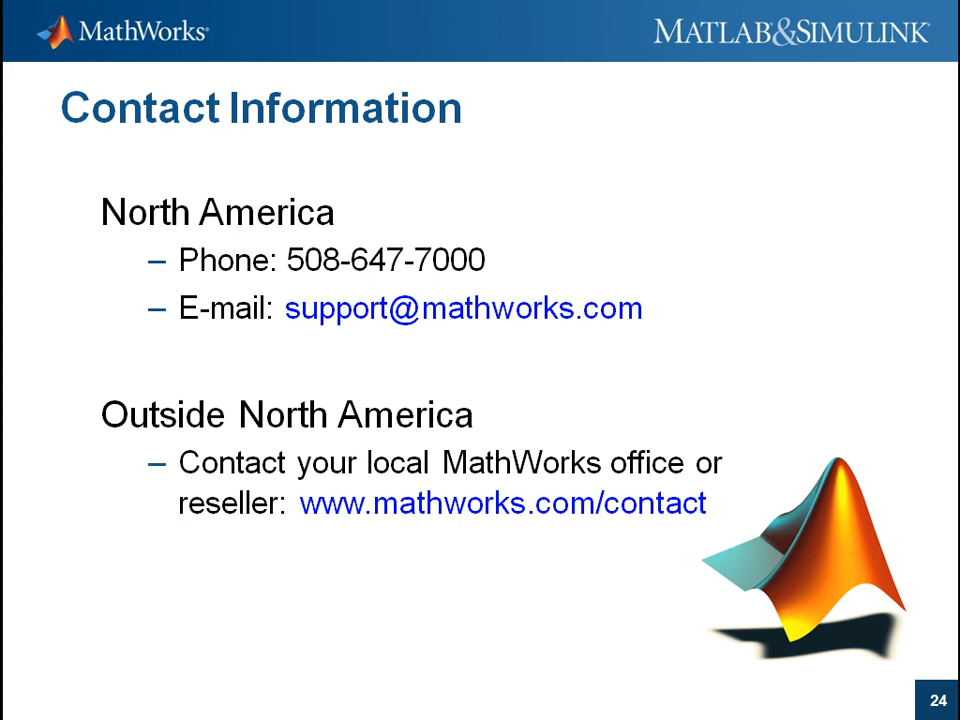 MathWorks®
MATLAB&SIMULINK®
Contact Information
North America
– Phone: 508-647-7000
– E-mail: support@mathworks.com
Outside North America
– Contact your local MathWorks office or
reseller: www.mathworks.com/contact
24